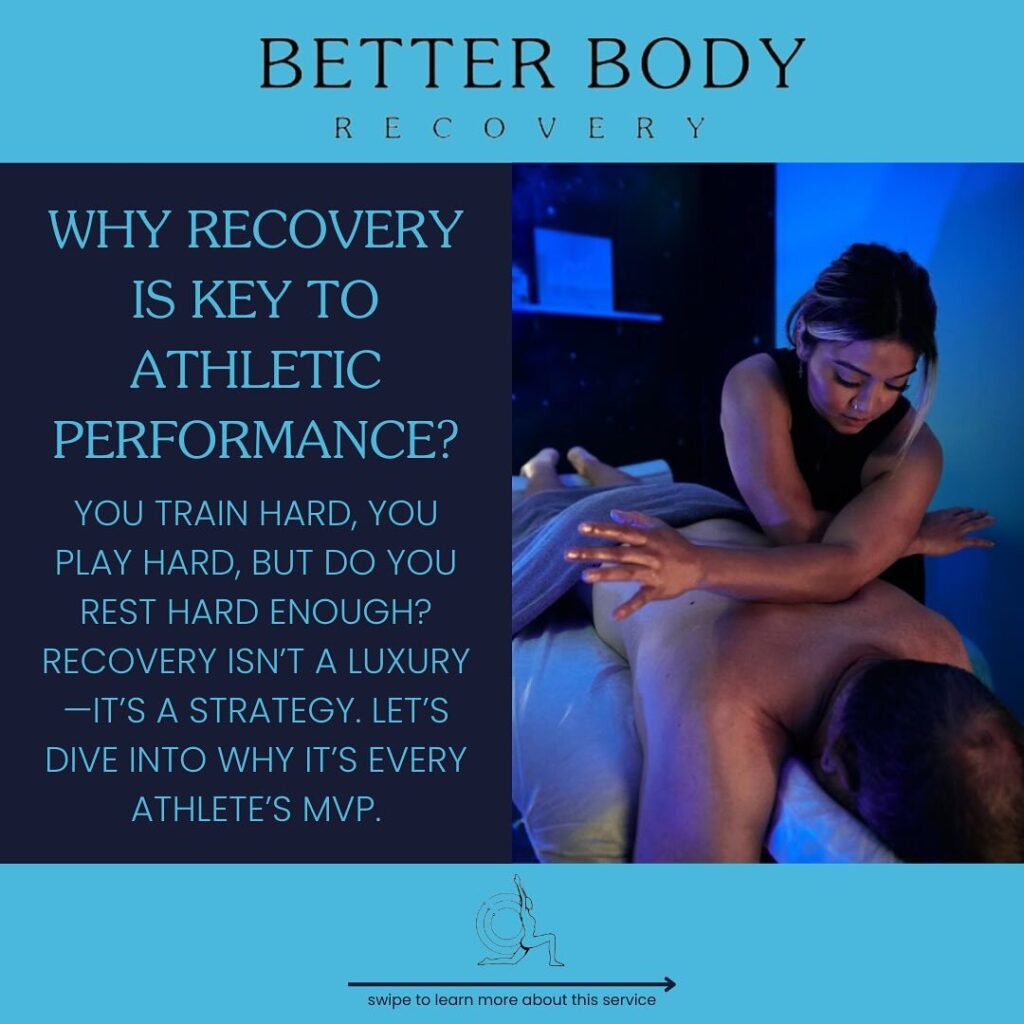 BETTER BODY
RECOVERY
WHY RECOVERY
IS KEY TO
ATHLETIC
PERFORMANCE?
YOU TRAIN HARD, YOU
PLAY HARD, BUT DO YOU
REST HARD ENOUGH?
RECOVERY ISN'T A LUXURY
—IT'S A STRATEGY. LET'S
DIVE INTO WHY IT'S EVERY
ATHLETE'S MVP.
swipe to learn more about this service